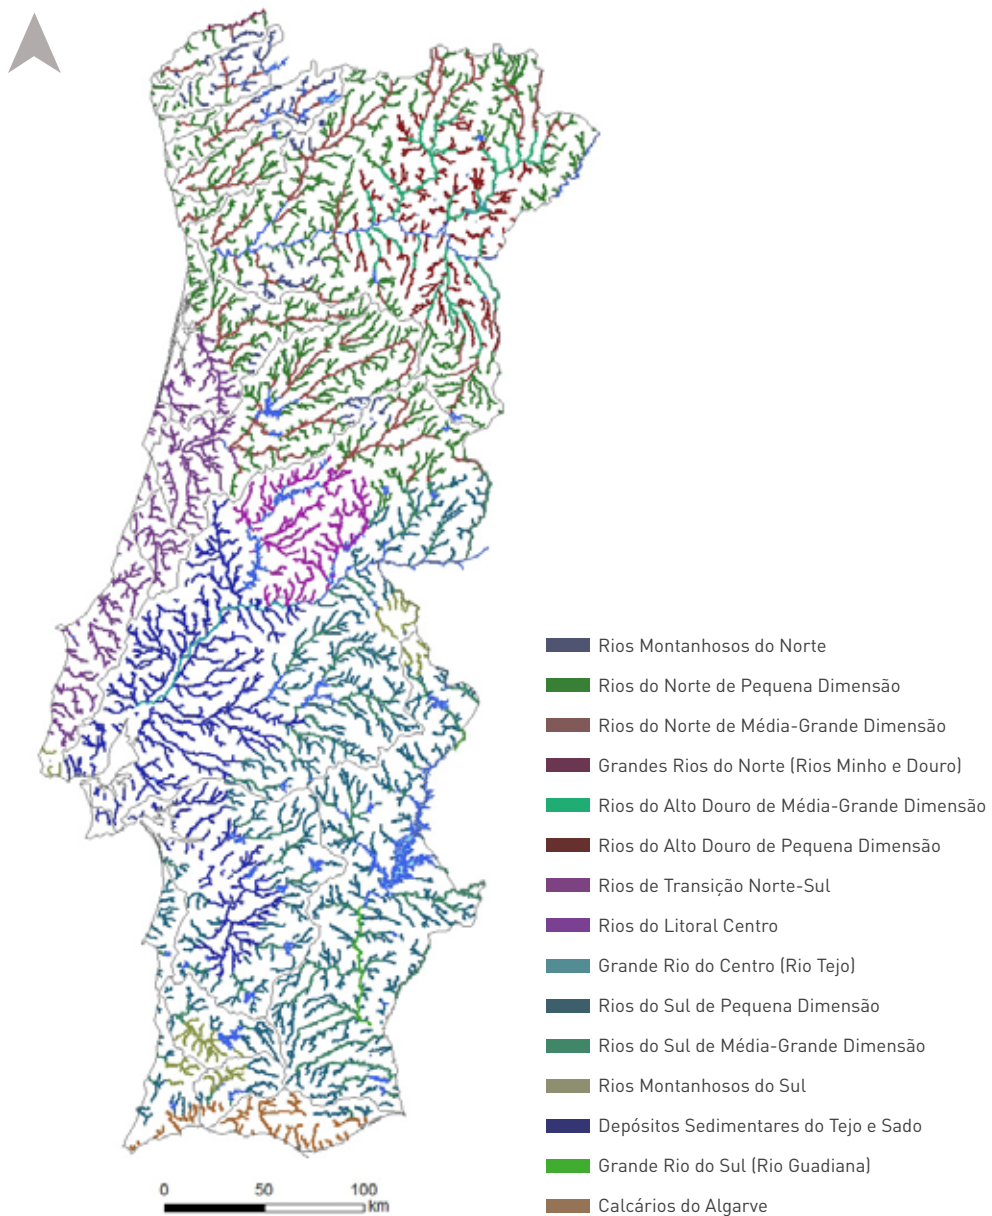 Rios Montanhosos do Norte
Rios do Norte de Pequena Dimensão
Rios do Norte de Média-Grande Dimensão
Grandes Rios do Norte (Rios Minho e Douro)
Rios do Alto Douro de Média-Grande Dimensão
Rios do Alto Douro de Pequena Dimensão
Rios de Transição Norte-Sul
Rios do Litoral Centro
Grande Rio do Centro (Rio Tejo)
Rios do Sul de Pequena Dimensão
Rios do Sul de Média-Grande Dimensão
Rios Montanhosos do Sul
Depósitos Sedimentares do Tejo e Sado
Grande Rio do Sul (Rio Guadiana)
Calcários do Algarve
0 50 100
km